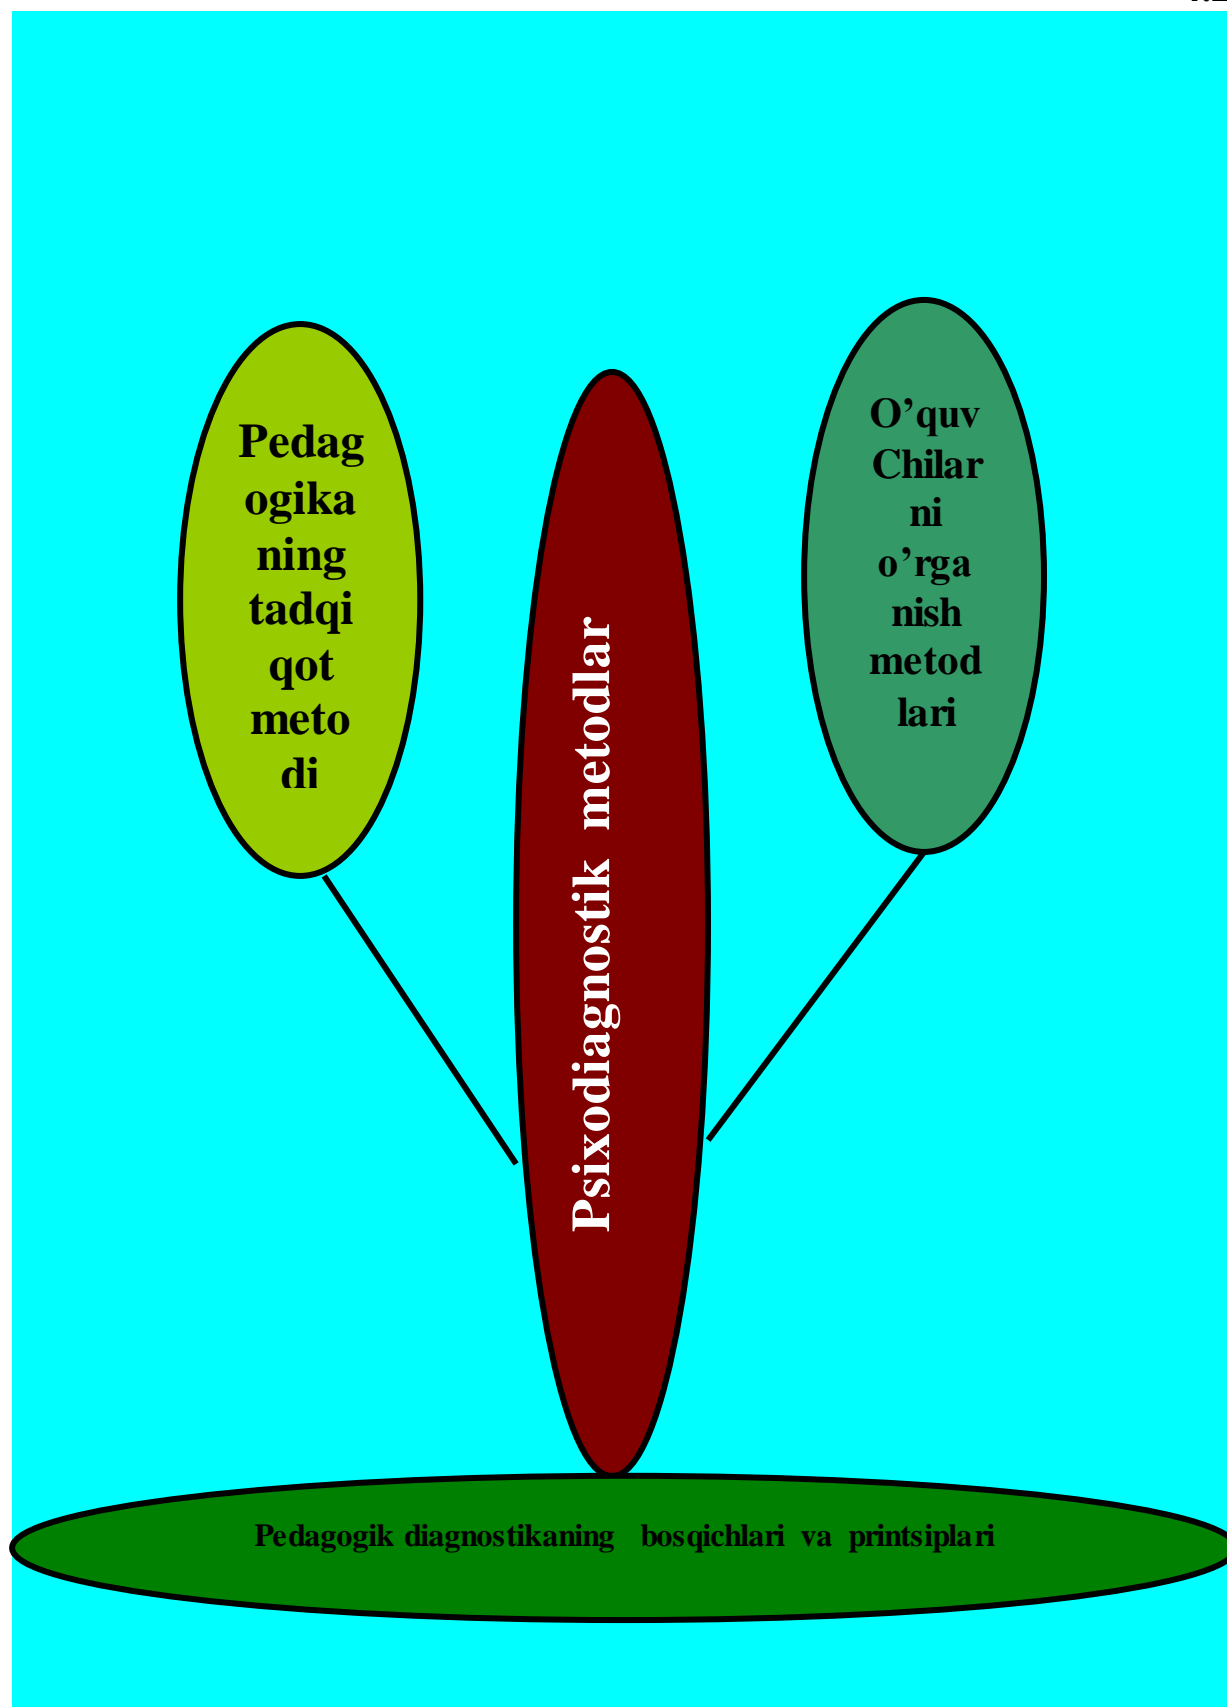 Pedag
ogika
ning
tadqi
qot
meto
di
Psixodiagnostik metodlar
O’quv
Chilar
ni
o’rga
nish
metod
lari
Pedagogik diagnostikaning bosqichlari va printsiplari